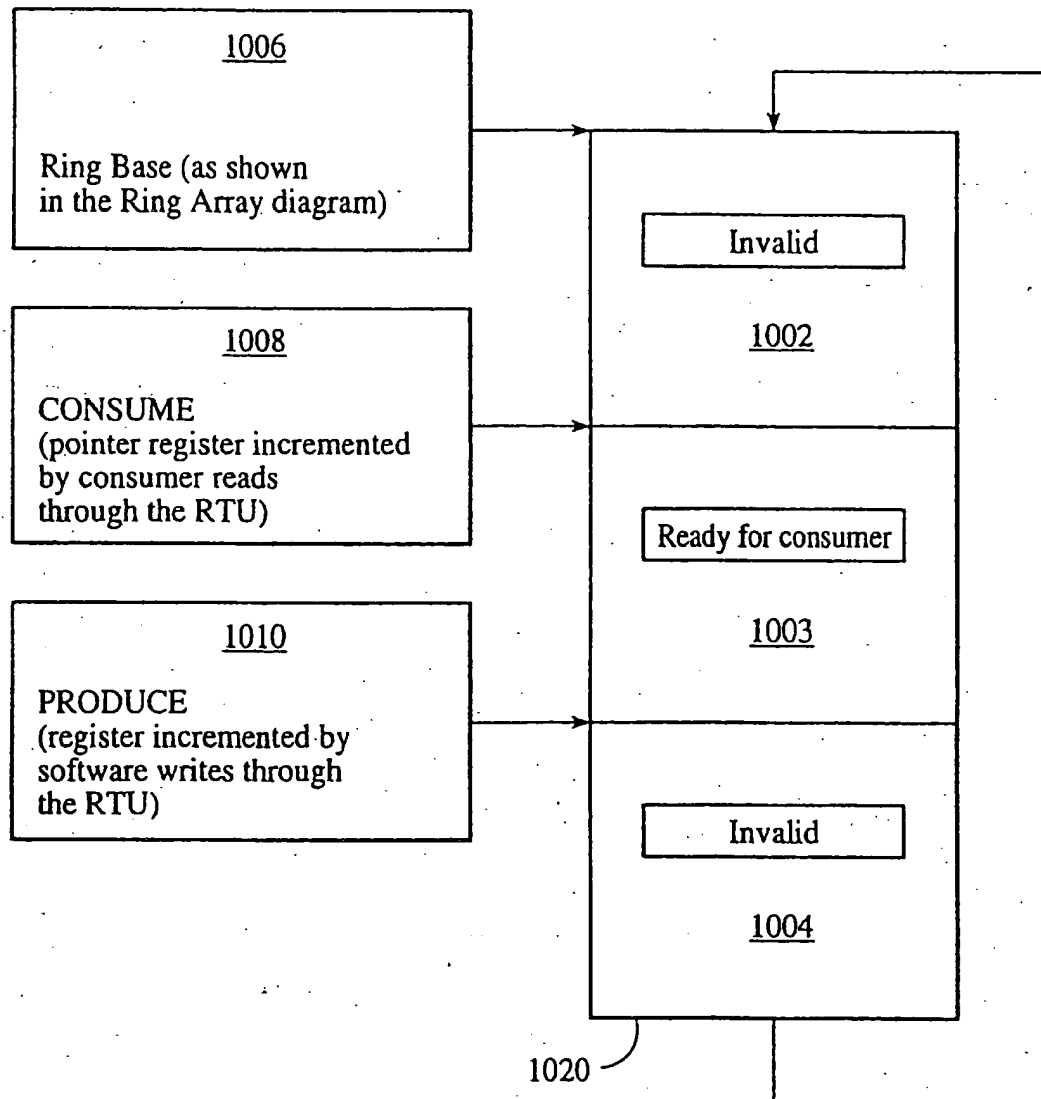 1006
Ring Base (as shown
in the Ring Array diagram)
1008
CONSUME
(pointer register incremented
by consumer reads
through the RTU)
1010
PRODUCE
(register incremented by
software writes through
the RTU)
Invalid
1002
Ready for consumer
1003
Invalid
1004
1020